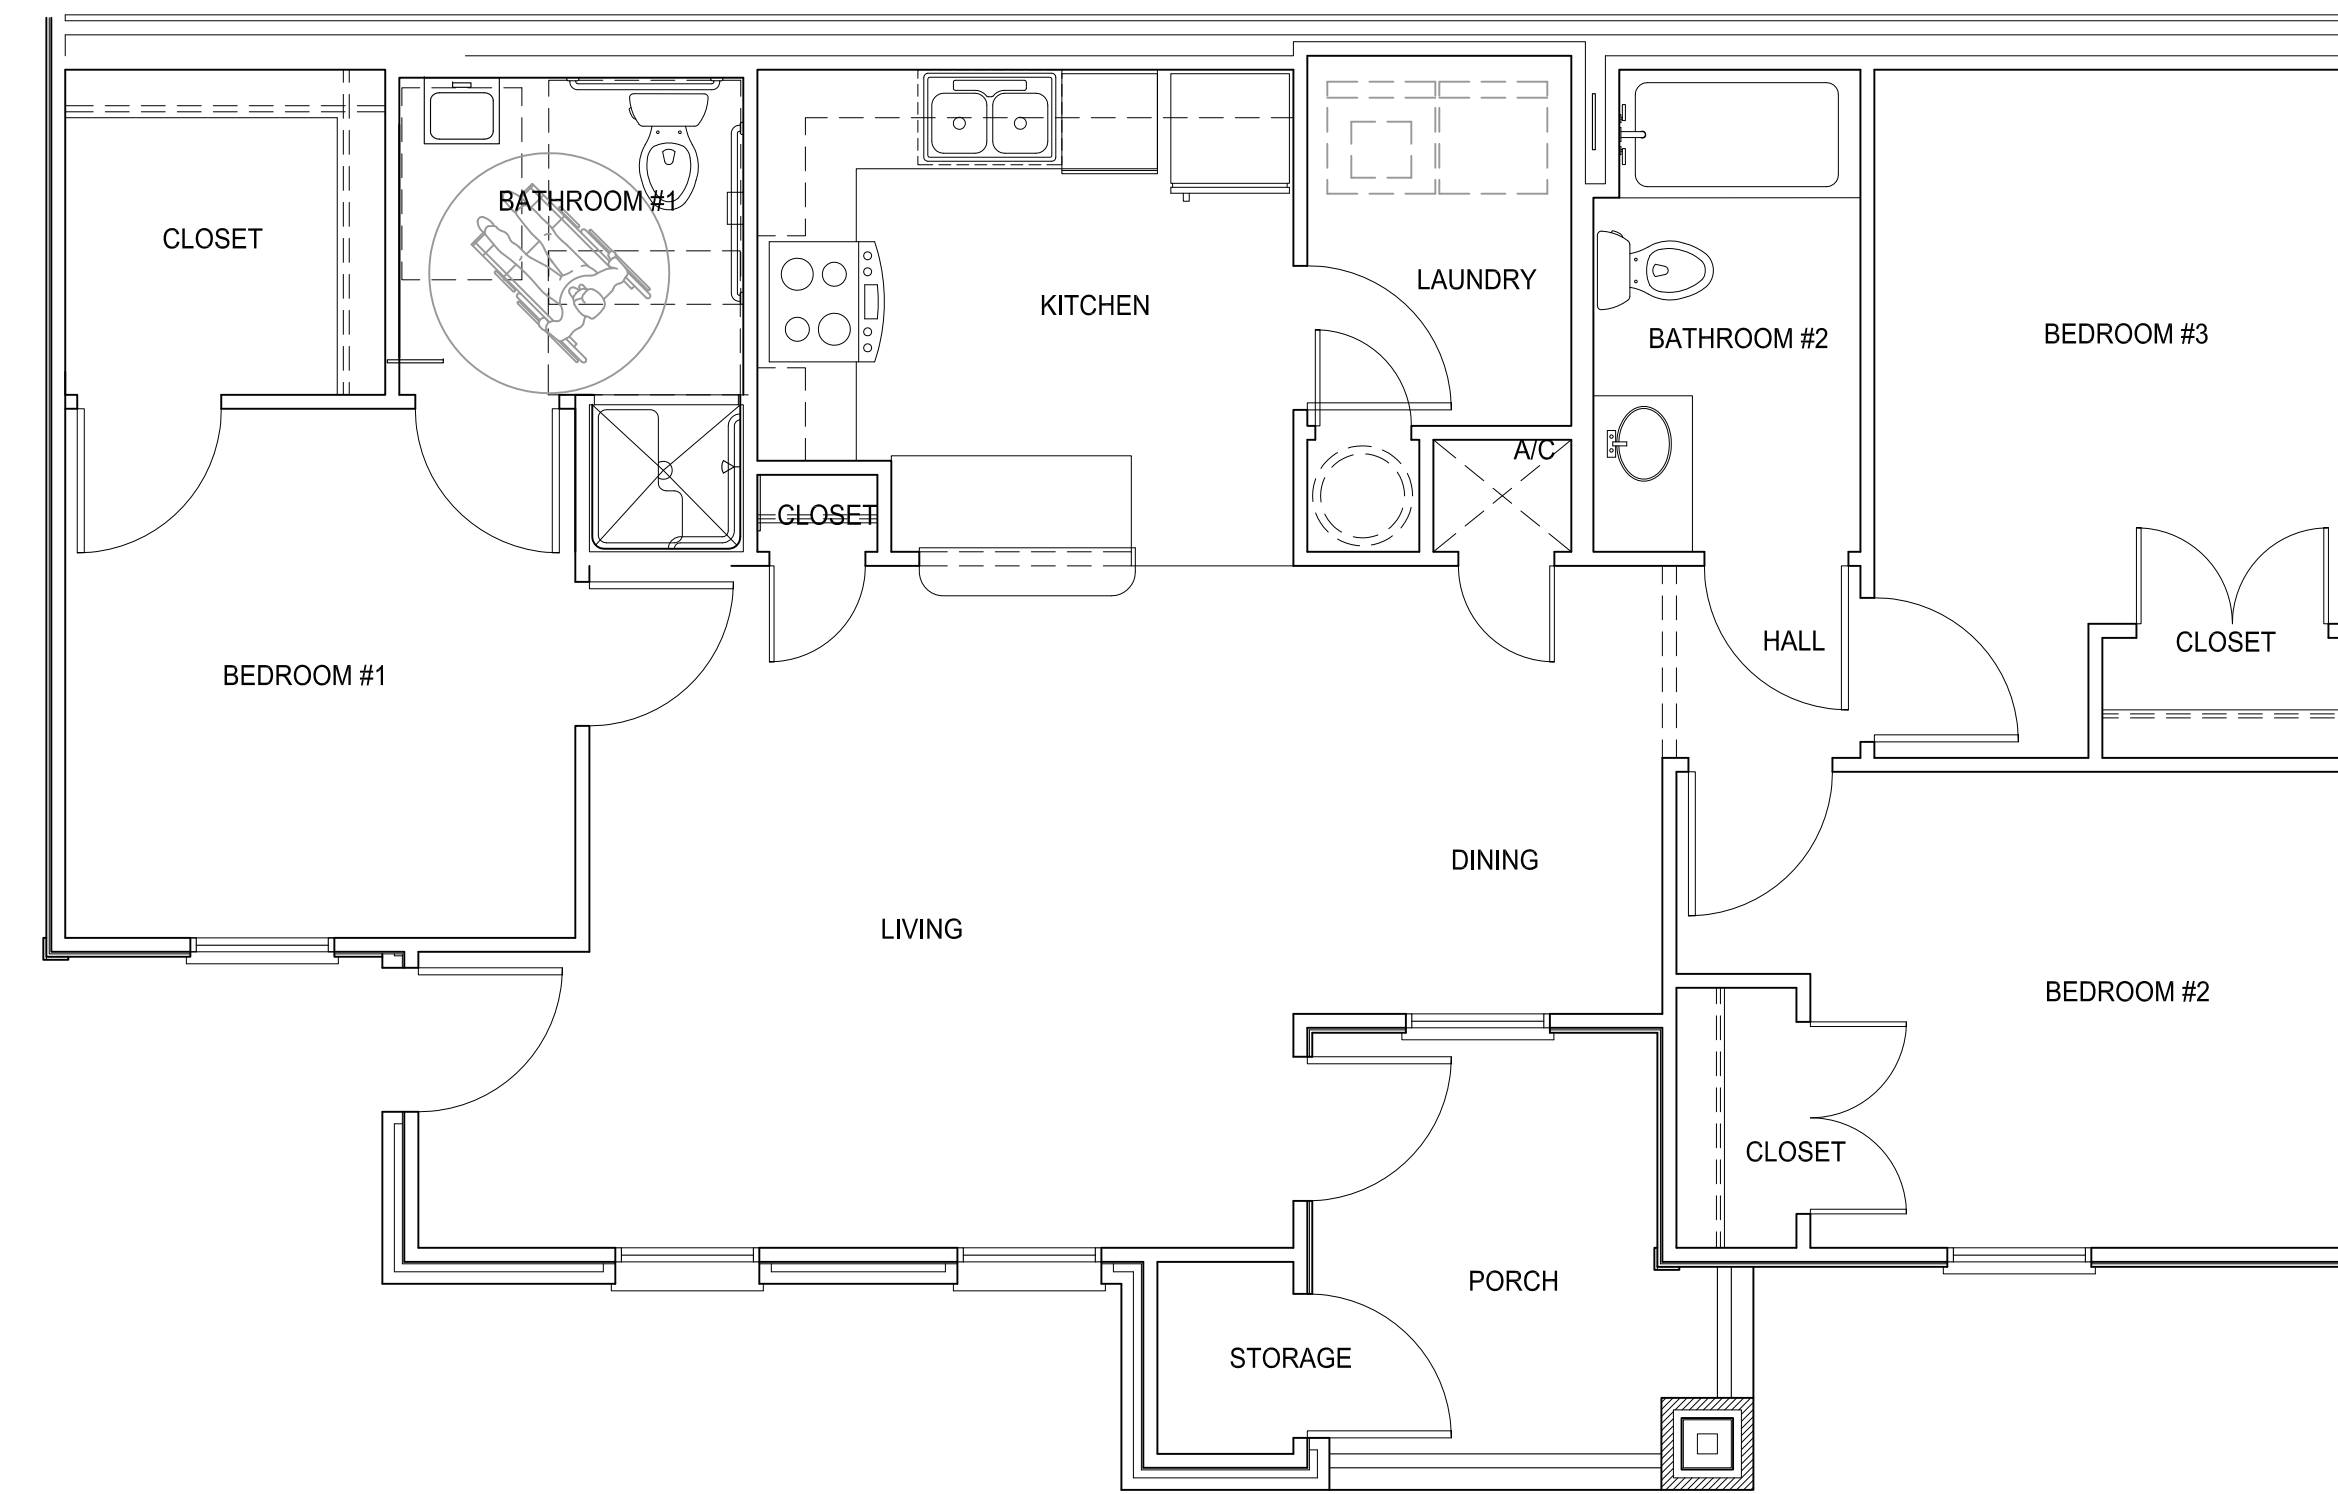 BATHROOM #1
CLOSET
LAUNDRY
KITCHEN
BATHROOM #2
BEDROOM #3
A/C
CLOSET
HALL
CLOSET
BEDROOM #1
DINING
LIVING
BEDROOM #2
CLOSET
PORCH
STORAGE